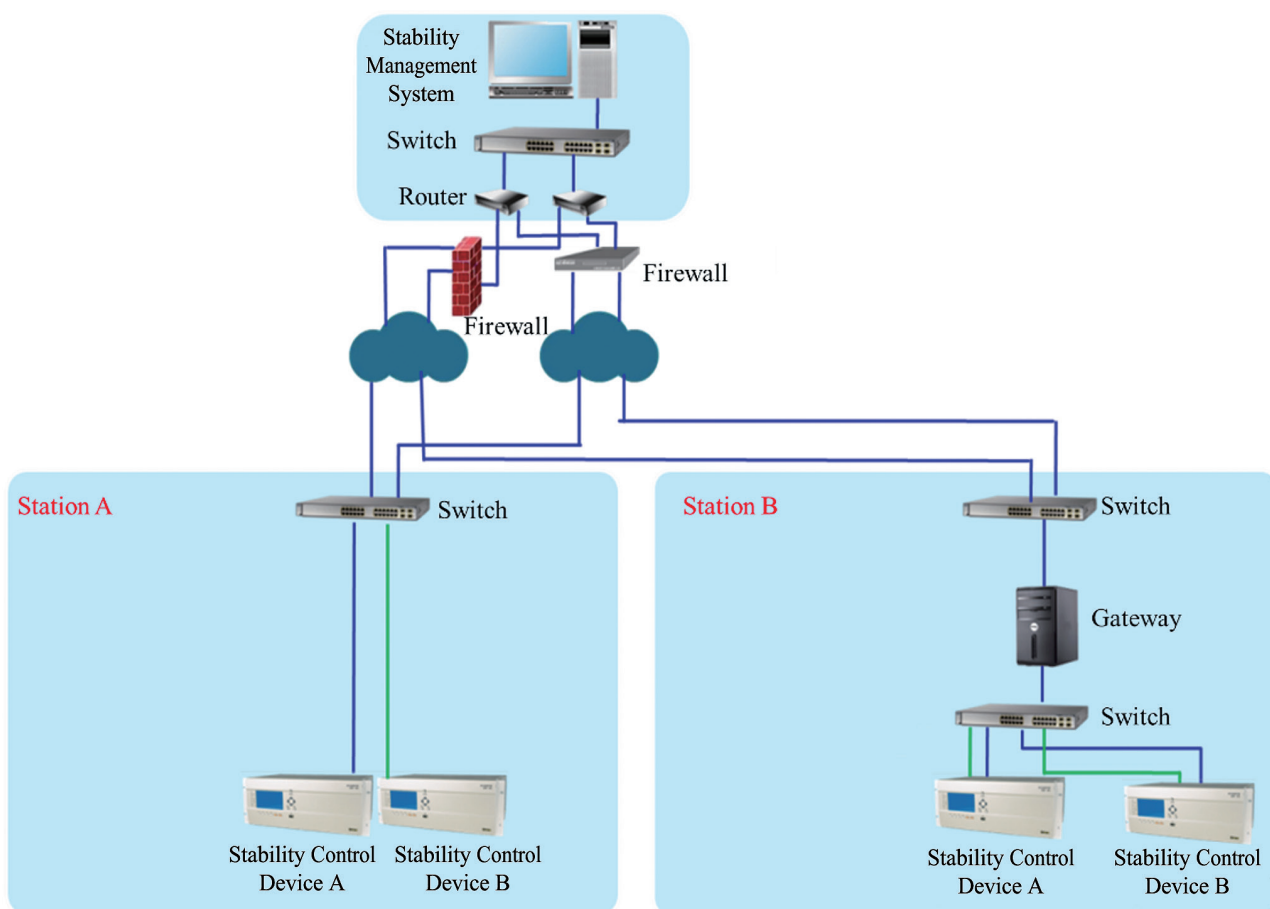 Stability
Management
System
Switch
Router
Firewall
Firewall
Station A
Switch
Station B
Switch
Gateway
Switch
Stability Control
Device A
Stability Control
Device B
Stability Control
Device A
Stability Control
Device B